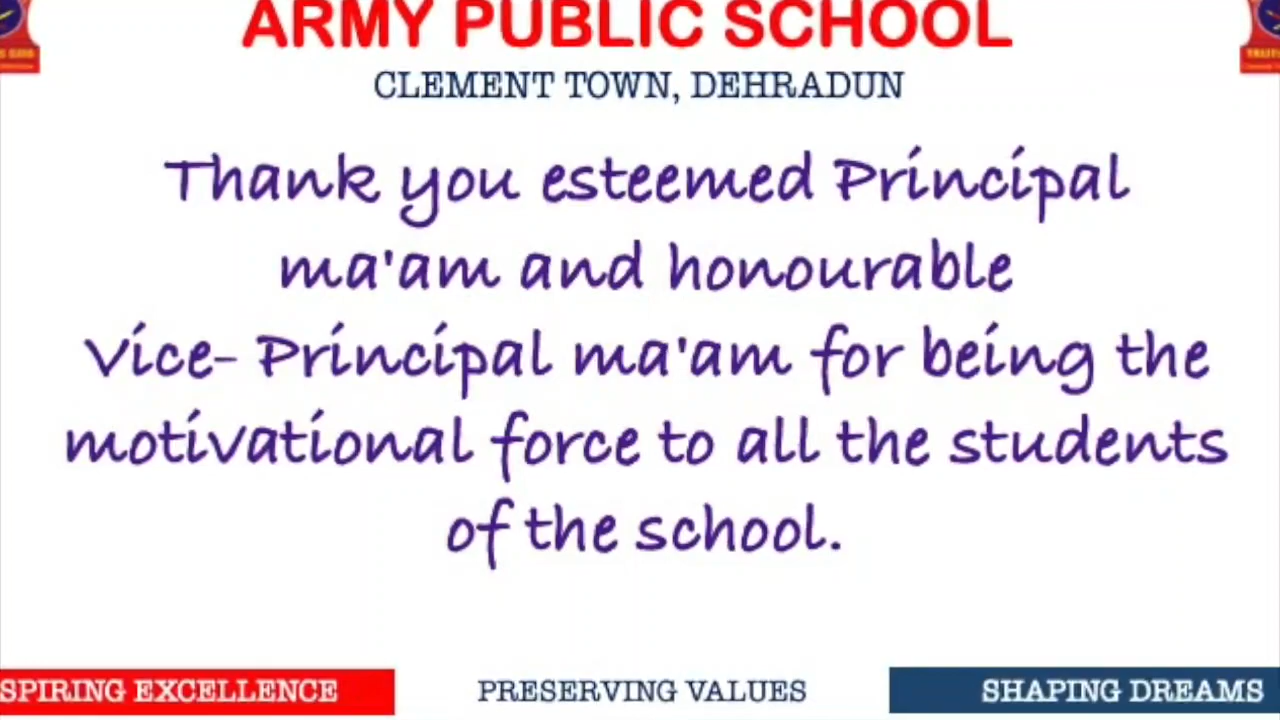 ARMY PUBLIC SCHOOL
CLEMENT TOWN, DEHRADUN
Thank you esteemed Principal
ma'am and honourable
Vice- Principal ma'am for being the
motivational force to all the students
of the school.
SPIRING EXCELLENCE PRESERVING VALUES SHAPING DREAMS